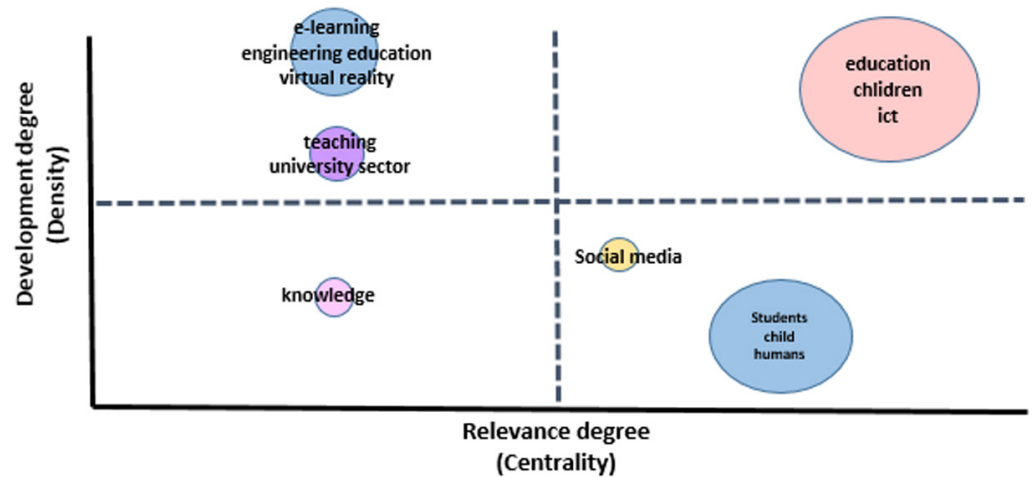 e-learning
engineering education
virtual reality
education
chlidren
ict
teaching
university sector
Development degree
(Density)
Social media
knowledge
Students
child
humans
Relevance degree
(Centrality)